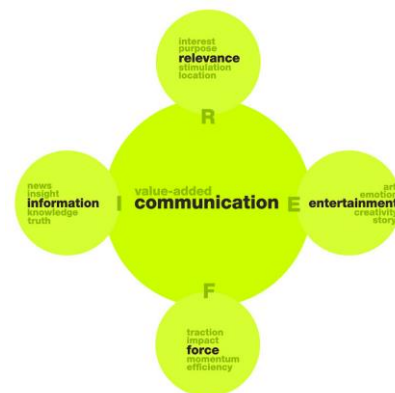 interest
purpose
relevance
stimulation
location
R
news
insight
information
knowledge
truth
I
value-added
communication
E
art
emotion
entertainment
creativity
story
F
traction
impact
force
momentum
efficiency